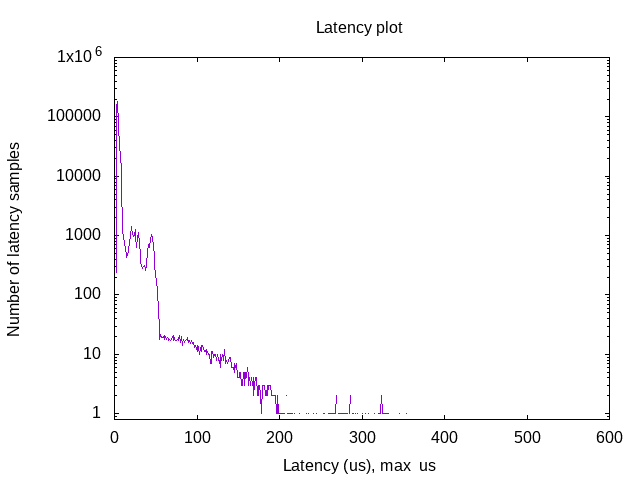 Latency plot
Number of latency samples
1x10^6
100000
10000
1000
100
10
1
0 100 200 300 400 500 600
Latency (us), max  us